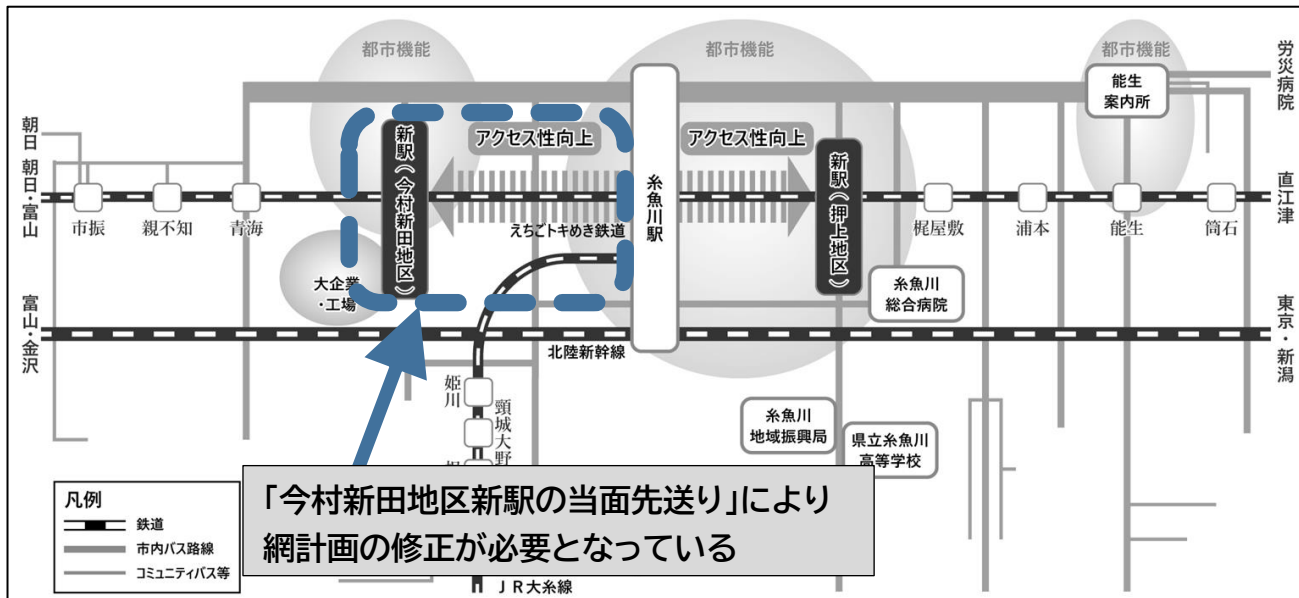 都市機能
都市機能
都市機能
労災病院
能生
案内所
朝日
朝日・富山
新駅（今村新田地区）
アクセス性向上
糸魚川駅
アクセス性向上
新駅（押上地区）
直江津
市振
親不知
青海
えちごトキめき鉄道
梶屋敷
浦本
能生
筒石
大企業
・工場
糸魚川
総合病院
富山・金沢
北陸新幹線
東京・新潟
姫川
頸城大野
糸魚川
地域振興局
県立糸魚川
高等学校
「今村新田地区新駅の当面先送り」により
網計画の修正が必要となっている
凡例
鉄道
市内バス路線
コミュニティバス等
ＪＲ大糸線